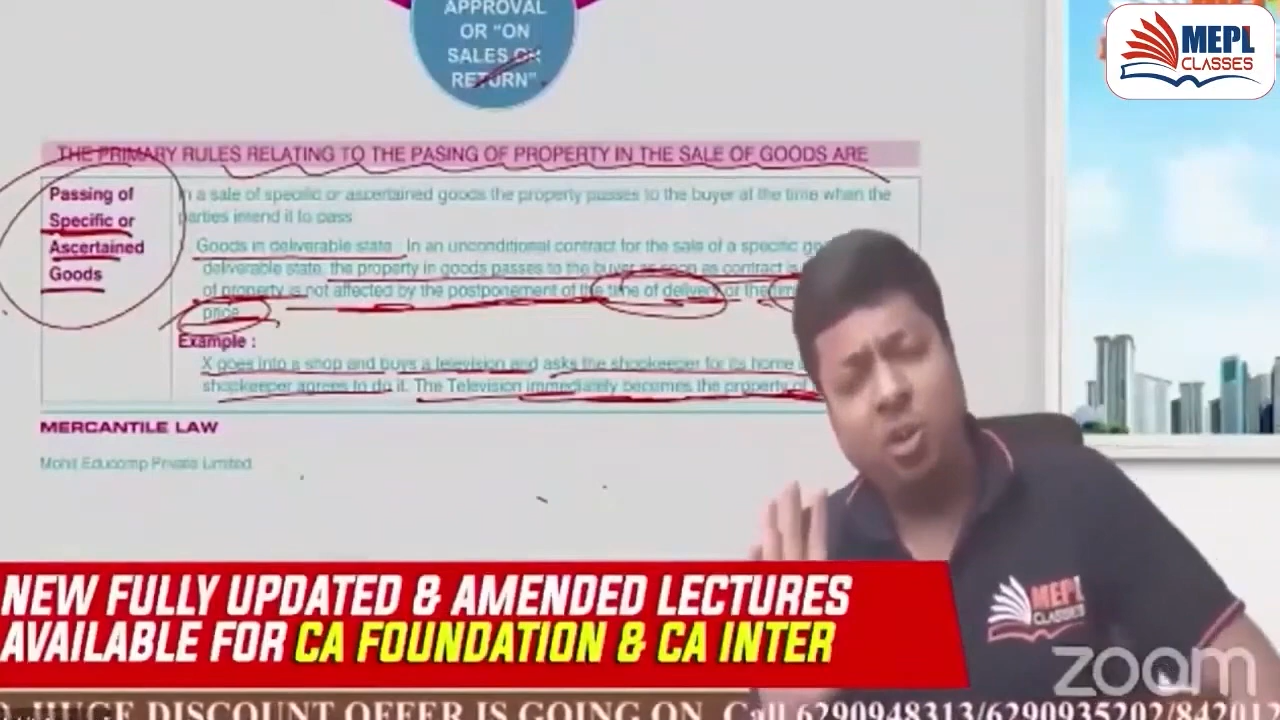 APPROVAL
OR "ON
SALES OR
RETURN"
MEPL
CLASSES
THE PRIMARY RULES RELATING TO THE PASING OF PROPERTY IN THE SALE OF GOODS ARE
Passing of
Specific or
Ascertained
Goods
In a sale of specific or ascertained goods the property passes to the buyer at the time when the
parties intend it to pass
Goods in deliverable state. In an unconditional contract for the sale of a specific
deliverable state, the property in goods passes to the buyer as soon as contract
of property is not affected by the postponement of the time of delivery or the
price
Example :
X goes into a shop and buys a television and asks the shopkeeper for its home
shopkeeper agrees to do it. The Television immediately becomes the property of
MERCANTILE LAW
Mohit Educomp Private Limited
MEPL
CLASSES
NEW FULLY UPDATED & AMENDED LECTURES
AVAILABLE FOR CA FOUNDATION & CA INTER
zoom
HUGE DISCOUNT OFFER IS GOING ON. Call 6290948313/6290935202/842012